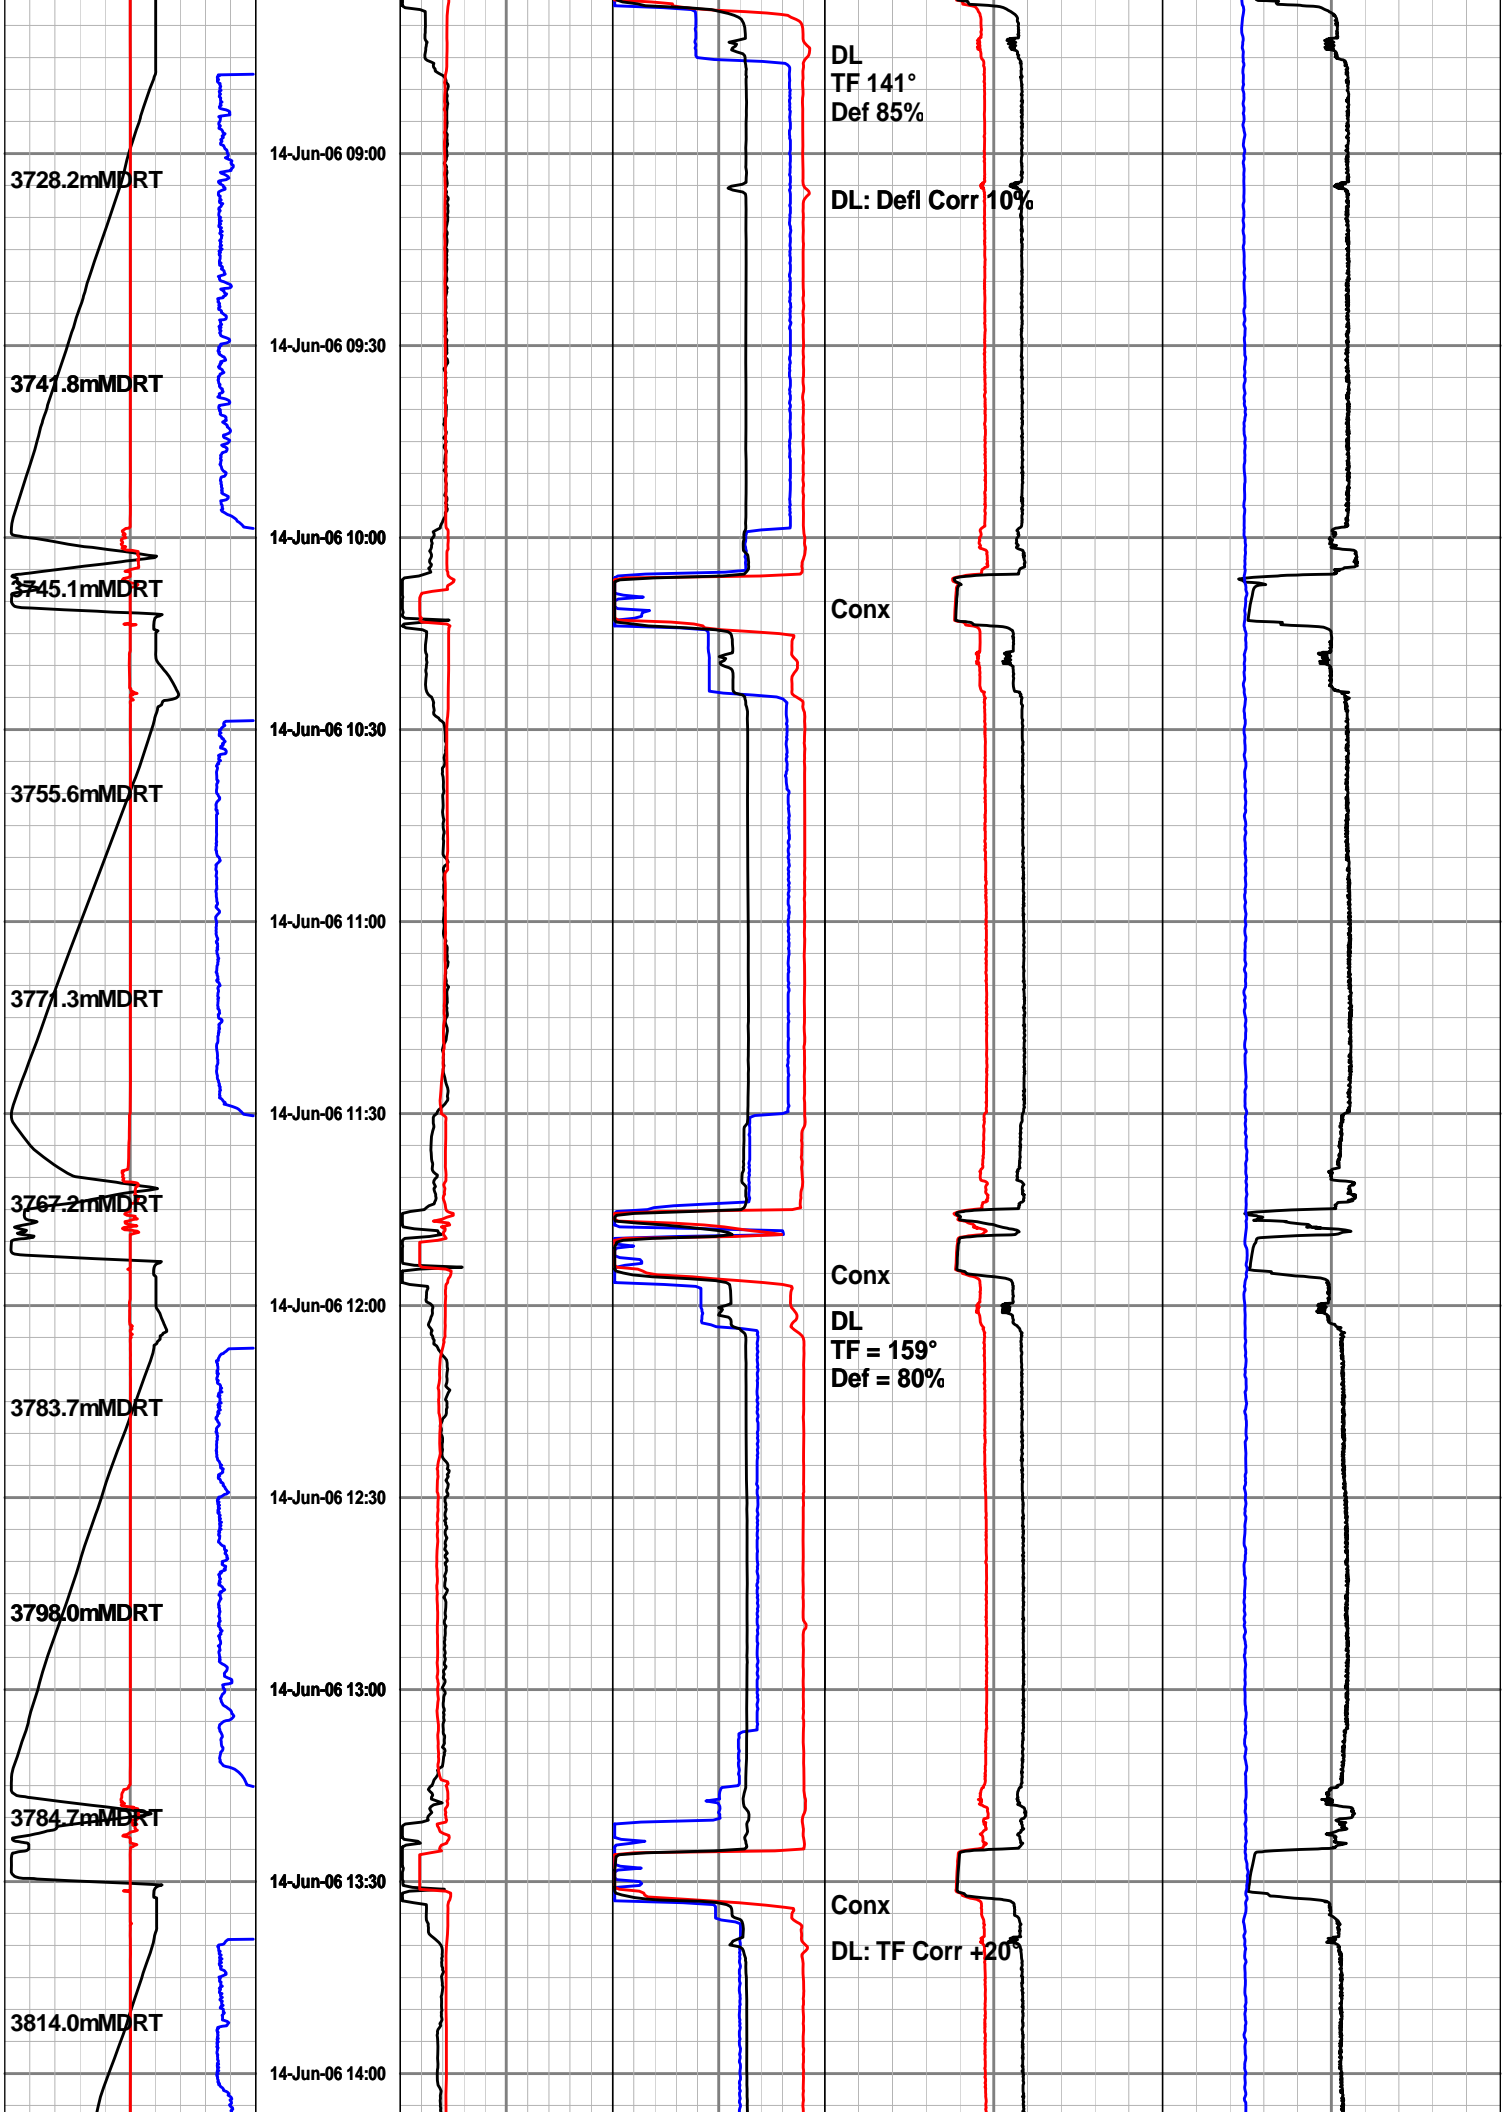 DL
TF 141°
Def 85%
14-Jun-06 09:00
3728.2mMDRT
DL: Defl Corr 10%
14-Jun-06 09:30
3741.8mMDRT
14-Jun-06 10:00
3745.1mMDRT
Conx
14-Jun-06 10:30
3755.6mMDRT
14-Jun-06 11:00
3771.3mMDRT
14-Jun-06 11:30
3767.2mMDRT
Conx
14-Jun-06 12:00
DL
TF = 159°
Def = 80%
3783.7mMDRT
14-Jun-06 12:30
3798.0mMDRT
14-Jun-06 13:00
3784.7mMDRT
14-Jun-06 13:30
Conx
DL: TF Corr +20°
3814.0mMDRT
14-Jun-06 14:00